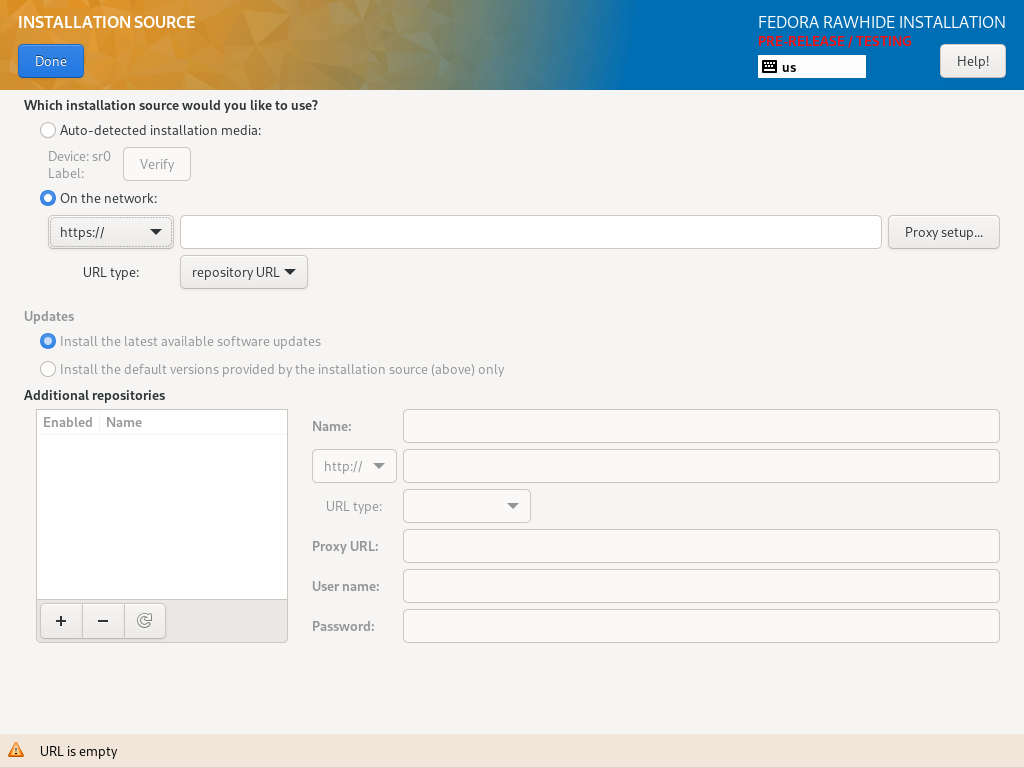 INSTALLATION SOURCE
FEDORA RAWHIDE INSTALLATION
PRE-RELEASE / TESTING
Done
us
Help!
Which installation source would you like to use?
Auto-detected installation media:
Device: sr0
Label:
Verify
On the network:
https://
Proxy setup...
URL type:
repository URL
Updates
Install the latest available software updates
Install the default versions provided by the installation source (above) only
Additional repositories
Enabled
Name
Name:
http://
URL type:
Proxy URL:
User name:
Password:
URL is empty